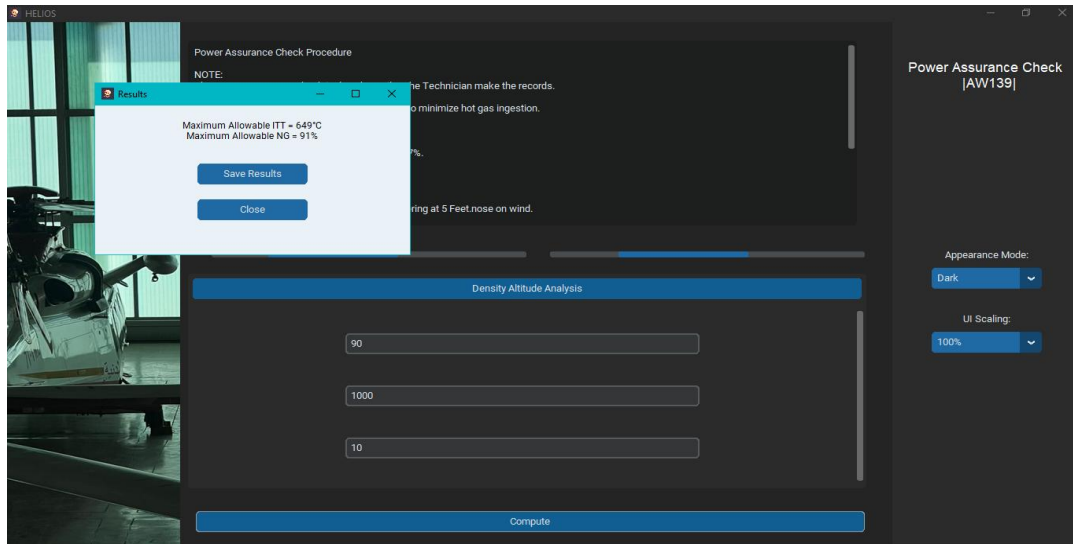 HELIOS
Power Assurance Check Procedure
NOTE:
he Technician make the records.
o minimize hot gas ingestion.
7%.
ring at 5 Feet.nose on wind.
Results
Maximum Allowable ITT = 649°C
Maximum Allowable NG = 91%
Save Results
Close
Density Altitude Analysis
90
1000
10
Compute
Power Assurance Check
|AW139|
Appearance Mode:
Dark
UI Scaling:
100%